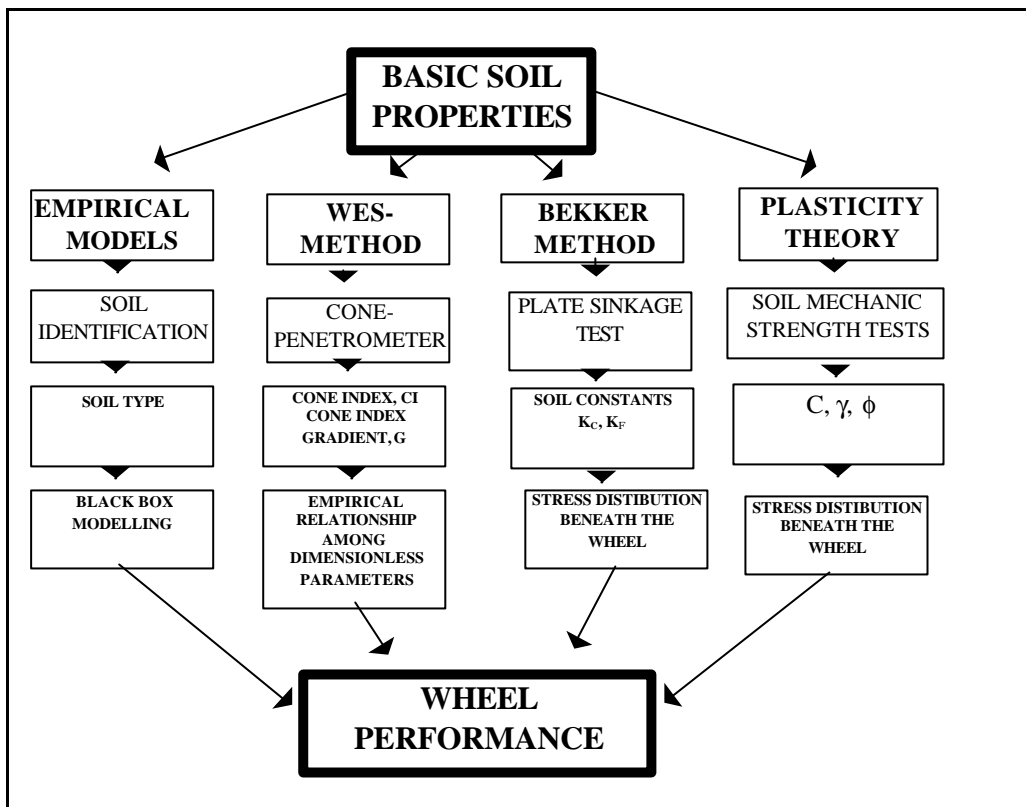 BASIC SOIL
PROPERTIES
EMPIRICAL
MODELS
WES-
METHOD
BEKKER
METHOD
PLASTICITY
THEORY
SOIL
IDENTIFICATION
CONE-
PENETROMETER
PLATE SINKAGE
TEST
SOIL MECHANIC
STRENGTH TESTS
SOIL TYPE
CONE INDEX, CI
CONE INDEX
GRADIENT, G
SOIL CONSTANTS
K_C, K_F
C, γ, ϕ
BLACK BOX
MODELLING
EMPIRICAL
RELATIONSHIP
AMONG
DIMENSIONLESS
PARAMETERS
STRESS DISTIBUTION
BENEATH THE
WHEEL
STRESS DISTIBUTION
BENEATH THE
WHEEL
WHEEL
PERFORMANCE